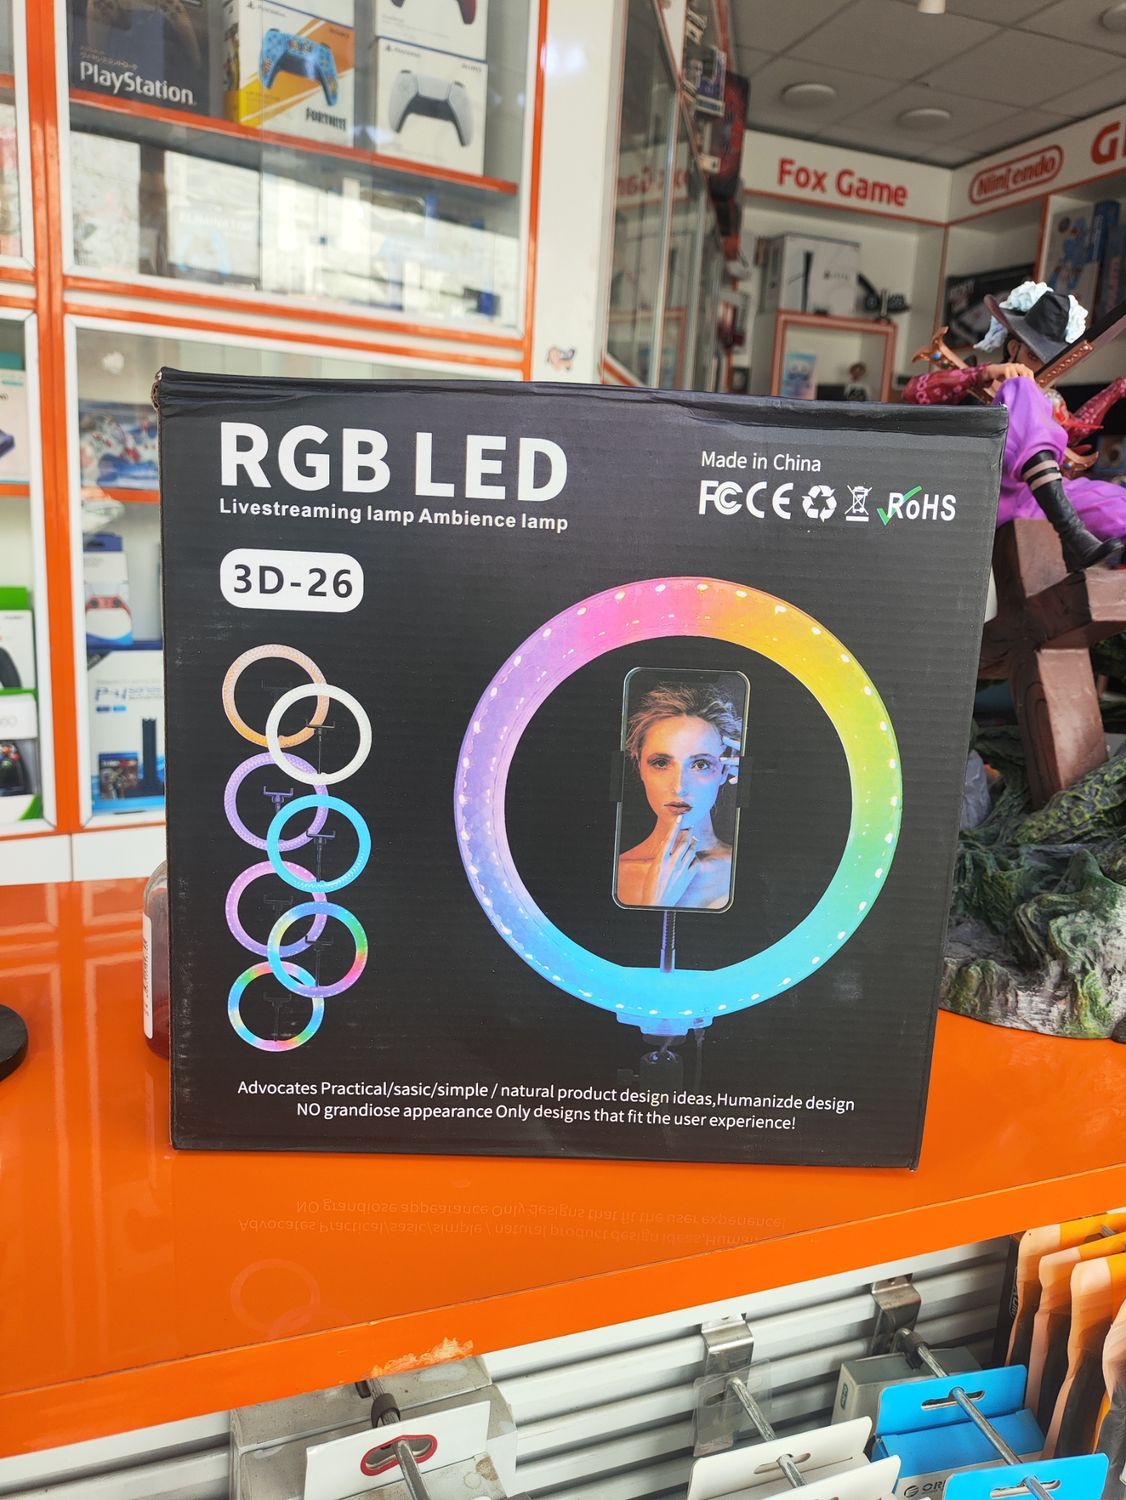 PlayStation
FORTNITE
Fox Game
Nintendo
RGB LED
Livestreaming lamp Ambience lamp
Made in China
FC CE RoHS
3D-26
Advocates Practical/sasic/simple / natural product design ideas,Humanizde design
NO grandiose appearance Only designs that fit the user experience!